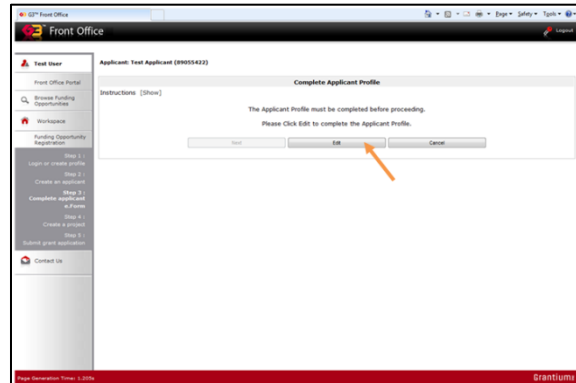 G3™ Front Office
Page
Safety
Tools
G3 Front Office
Logout
Test User
Applicant: Test Applicant (89055422)
Front Office Portal
Complete Applicant Profile
Instructions [Show]
Browse Funding
Opportunities
The Applicant Profile must be completed before proceeding.
Workspace
Please Click Edit to complete the Applicant Profile.
Funding Opportunity
Registration
Next
Edit
Cancel
Step 1 :
Login or create profile
Step 2 :
Create an applicant
Step 3 :
Complete applicant
e.Forms
Step 4 :
Create a project
Step 5 :
Submit grant application
Contact Us
Page Generation Time: 1.205s
Grantium